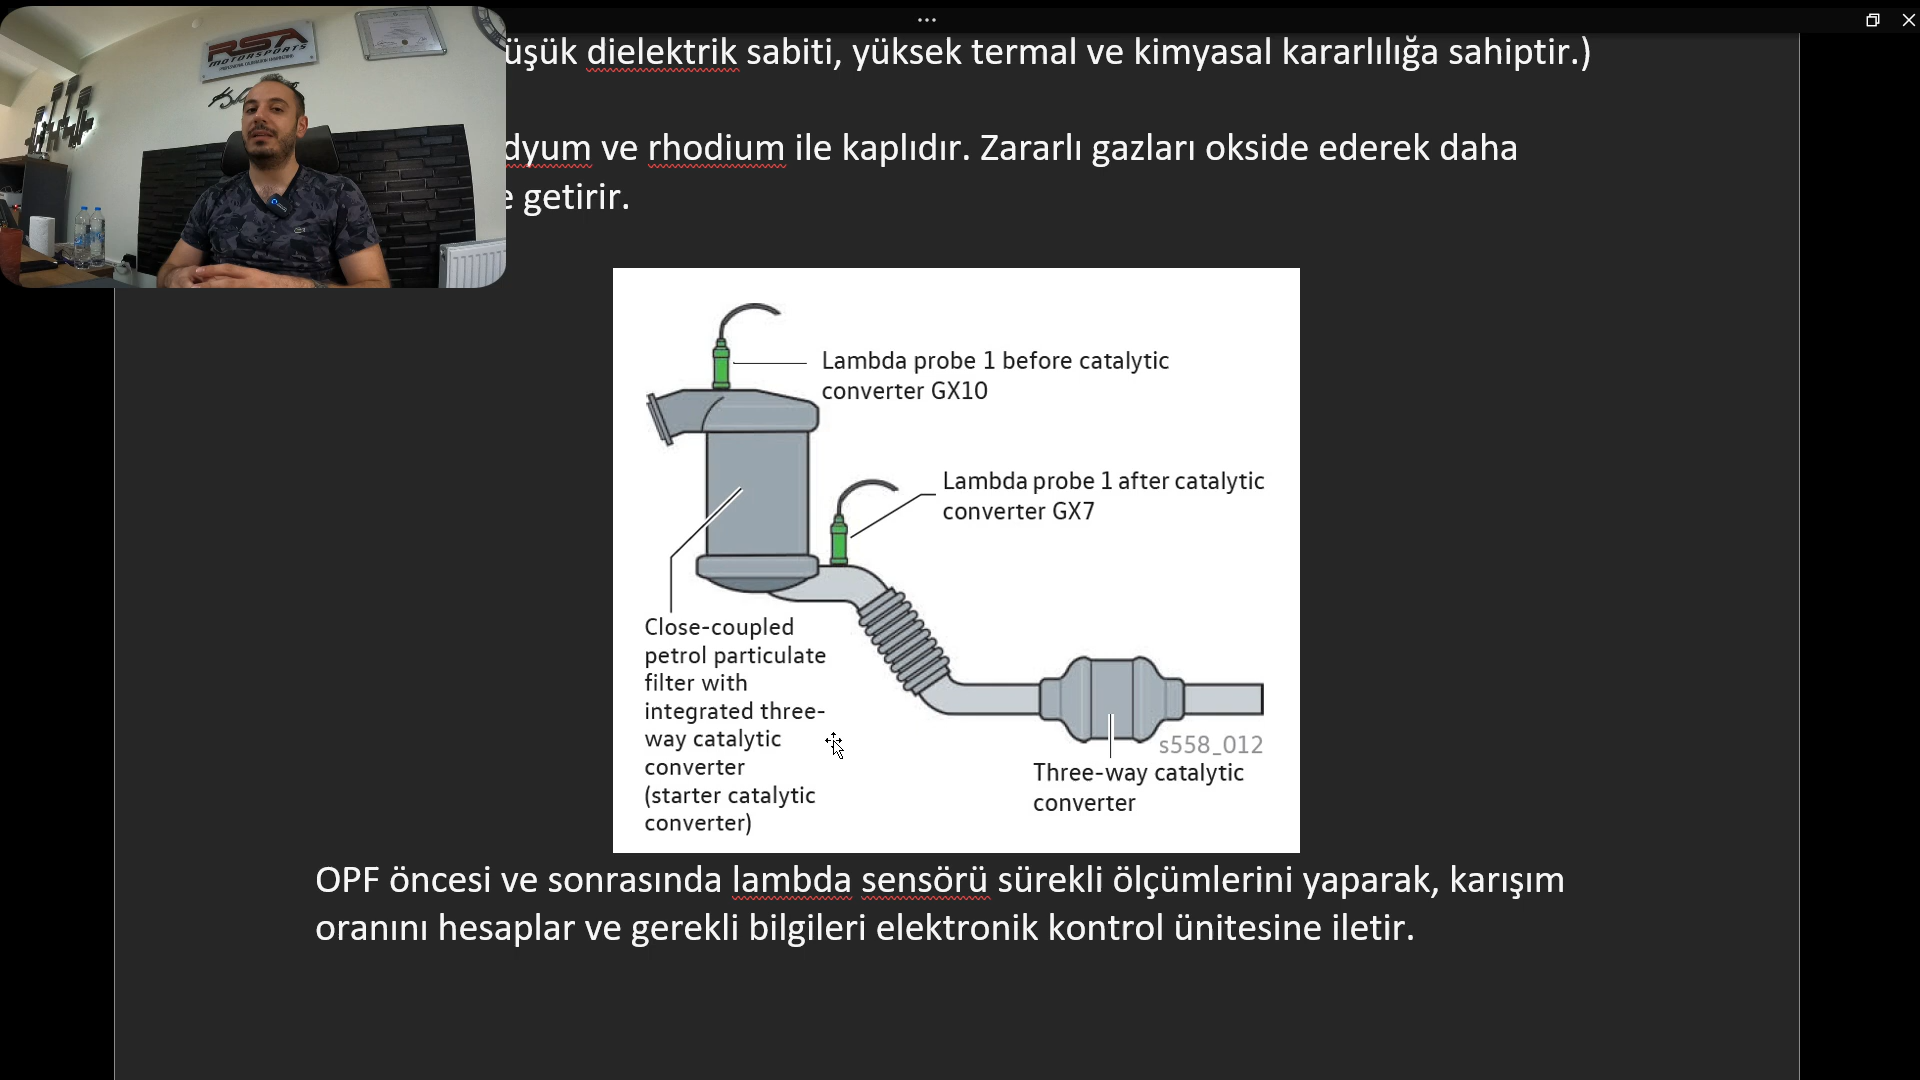 RSA
MOTORSPORTS
üşük dielektrik sabiti, yüksek termal ve kimyasal kararlılığa sahiptir.)
dyum ve rhodium ile kaplıdır. Zararlı gazları okside ederek daha
e getirir.
Lambda probe 1 before catalytic
converter GX10
Lambda probe 1 after catalytic
converter GX7
Close-coupled
petrol particulate
filter with
integrated three-
way catalytic
converter
(starter catalytic
converter)
s558_012
Three-way catalytic
converter
OPF öncesi ve sonrasında lambda sensörü sürekli ölçümlerini yaparak, karışım
oranını hesaplar ve gerekli bilgileri elektronik kontrol ünitesine iletir.